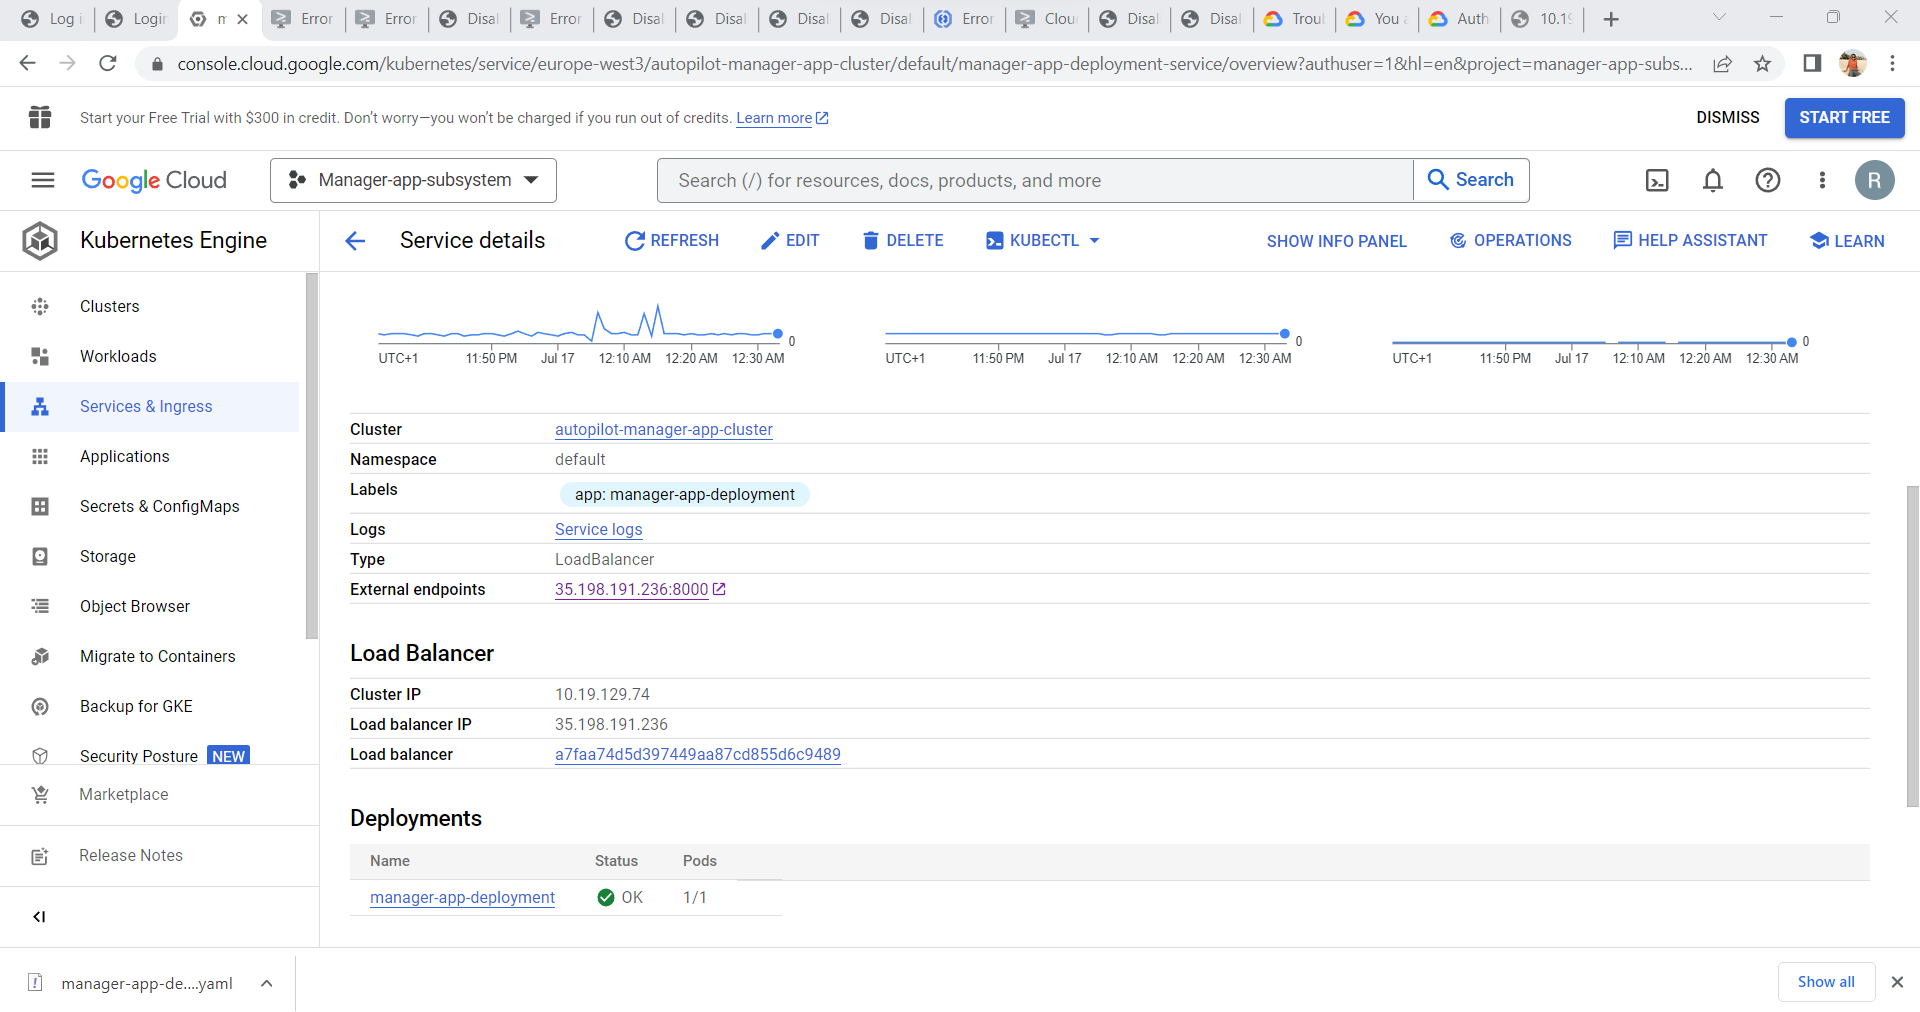 Log i
Login
m
Error
Error
Disal
Error
Disal
Disal
Disal
Disal
Error
Clou
Disal
Disal
Trou
You a
Auth
10.19
console.cloud.google.com/kubernetes/service/europe-west3/autopilot-manager-app-cluster/default/manager-app-deployment-service/overview?authuser=1&hl=en&project=manager-app-subs...
Start your Free Trial with $300 in credit. Don’t worry—you won’t be charged if you run out of credits. Learn more
DISMISS
START FREE
Google Cloud
Manager-app-subsystem
Search (/) for resources, docs, products, and more
Search
R
Kubernetes Engine
Service details
REFRESH
EDIT
DELETE
KUBECTL
SHOW INFO PANEL
OPERATIONS
HELP ASSISTANT
LEARN
Clusters
Workloads
Services & Ingress
Applications
Secrets & ConfigMaps
Storage
Object Browser
Migrate to Containers
Backup for GKE
Security Posture NEW
Marketplace
Release Notes
0
UTC+1 11:50 PM Jul 17 12:10 AM 12:20 AM 12:30 AM
0
UTC+1 11:50 PM Jul 17 12:10 AM 12:20 AM 12:30 AM
0
UTC+1 11:50 PM Jul 17 12:10 AM 12:20 AM 12:30 AM
Cluster autopilot-manager-app-cluster
Namespace default
Labels app: manager-app-deployment
Logs Service logs
Type LoadBalancer
External endpoints 35.198.191.236:8000
Load Balancer
Cluster IP 10.19.129.74
Load balancer IP 35.198.191.236
Load balancer a7faa74d5d397449aa87cd855d6c9489
Deployments
Name Status Pods
manager-app-deployment OK 1/1
manager-app-de....yaml
Show all